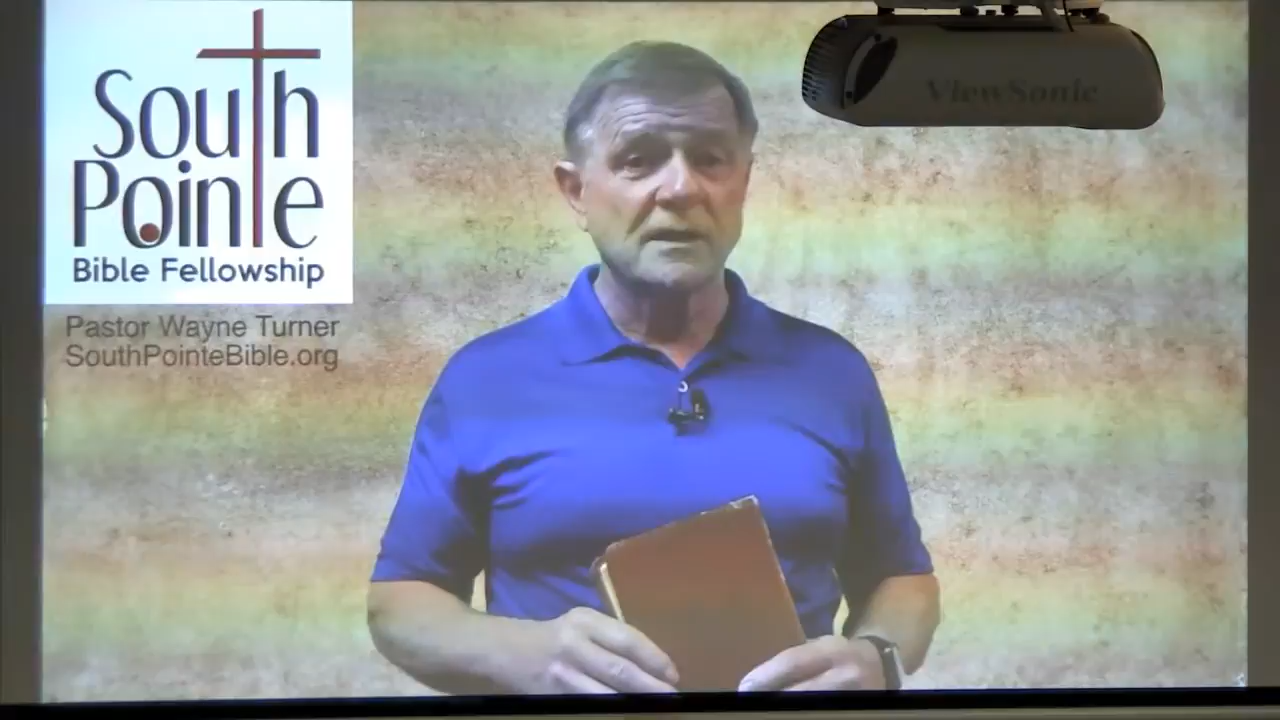 South
Pointe
Bible Fellowship
Pastor Wayne Turner
SouthPointeBible.org
ViewSonic